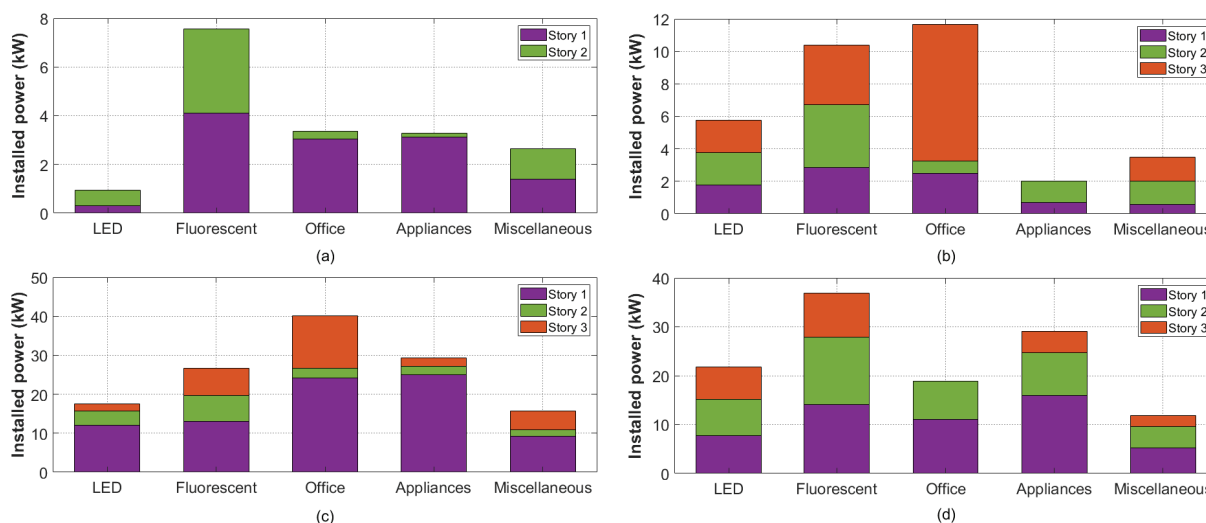 Installed power (kW)
8
6
4
2
0
Story 1
Story 2
LED Fluorescent Office Appliances Miscellaneous
(a)
Installed power (kW)
12
10
8
6
4
2
0
Story 1
Story 2
Story 3
LED Fluorescent Office Appliances Miscellaneous
(b)
Installed power (kW)
50
40
30
20
10
0
Story 1
Story 2
Story 3
LED Fluorescent Office Appliances Miscellaneous
(c)
Installed power (kW)
40
30
20
10
0
Story 1
Story 2
Story 3
LED Fluorescent Office Appliances Miscellaneous
(d)